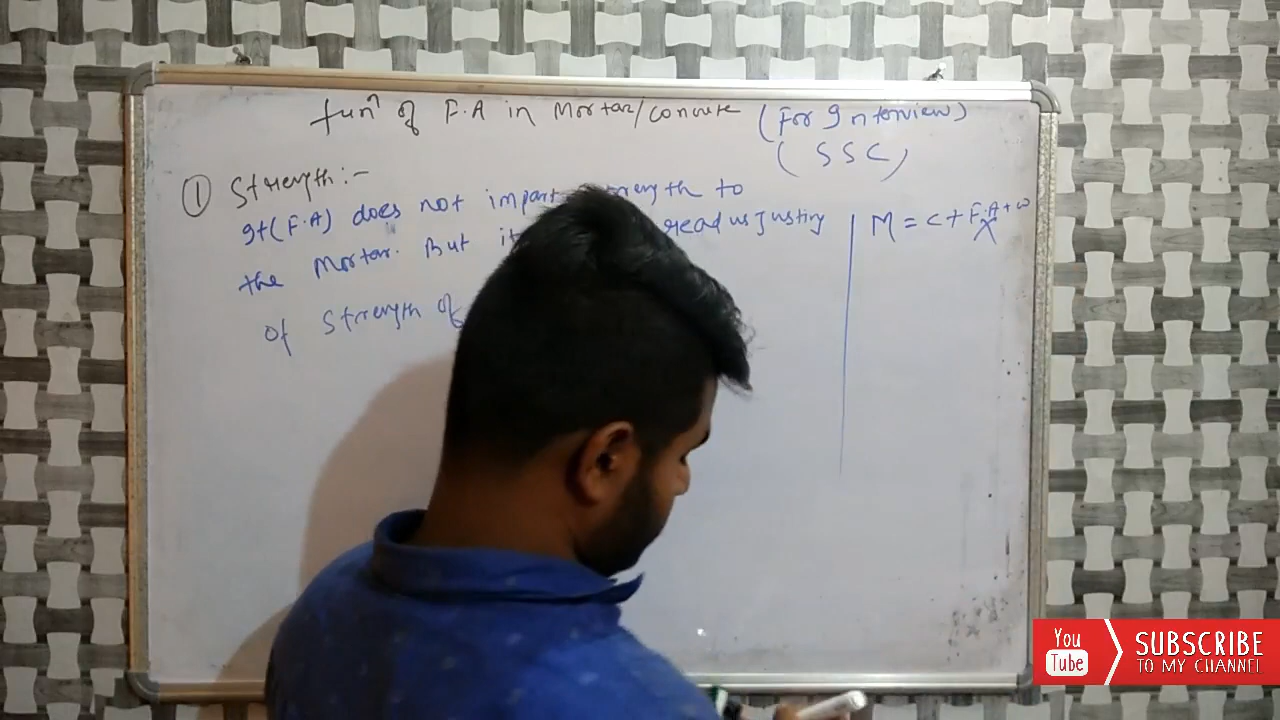 funⁿ of F.A in Mortar/concrete (For Interview)
(SSC)
① Strength:-
It (F.A) does not impart strength to
the Mortar. But it readusjustiy
of strength of
M = C + F.A + W
X
You Tube
SUBSCRIBE
TO MY CHANNEL